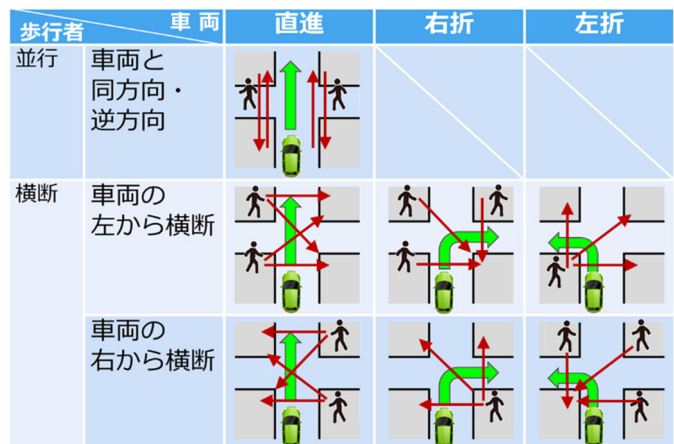 車両
歩行者
直進
右折
左折
並行
車両と
同方向・
逆方向
横断
車両の
左から横断
車両の
右から横断